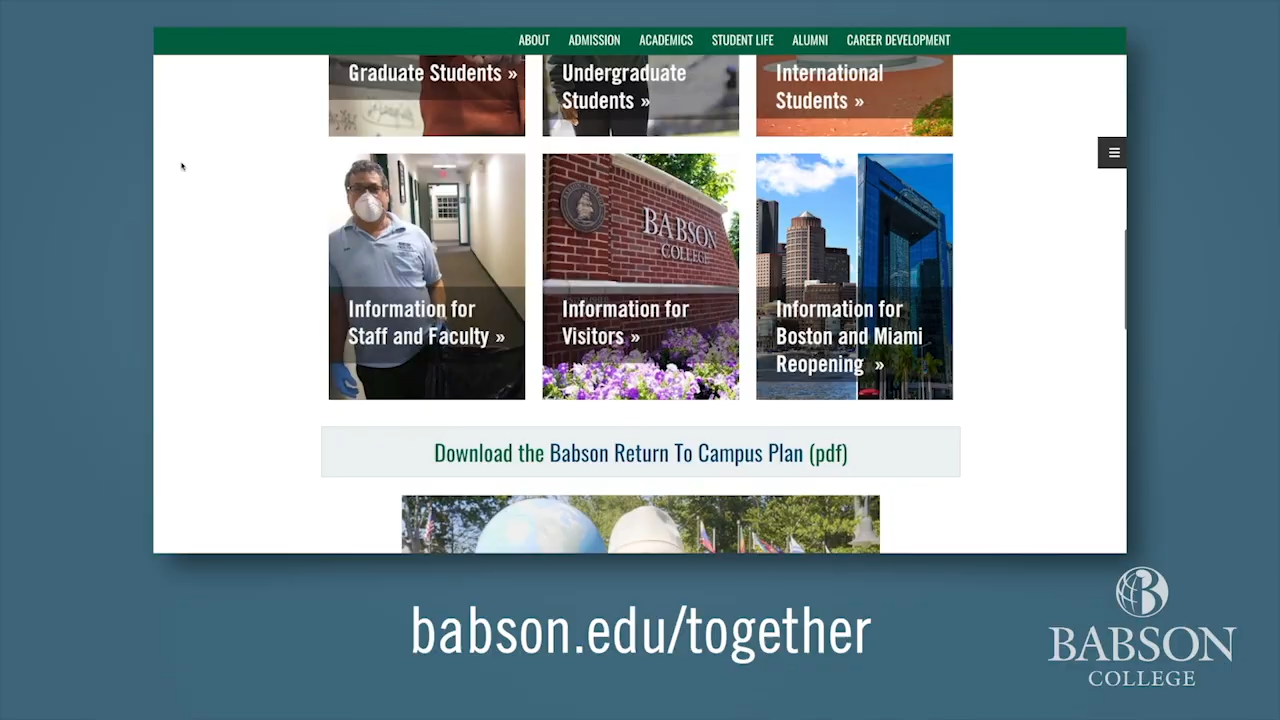 ABOUT ADMISSION ACADEMICS STUDENT LIFE ALUMNI CAREER DEVELOPMENT
Graduate Students »
Undergraduate
Students »
International
Students »
Information for
Staff and Faculty »
BABSON
COLLEGE
Information for
Visitors »
Information for
Boston and Miami
Reopening »
Download the Babson Return To Campus Plan (pdf)
babson.edu/together
BABSON
COLLEGE